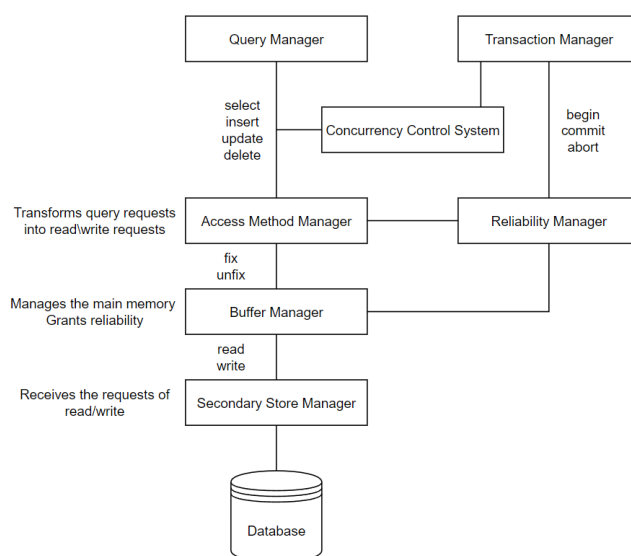 Query Manager
Transaction Manager
select
insert
update
delete
Concurrency Control System
begin
commit
abort
Transforms query requests
into read\write requests
Access Method Manager
Reliability Manager
fix
unfix
Manages the main memory
Grants reliability
Buffer Manager
read
write
Receives the requests of
read/write
Secondary Store Manager
Database